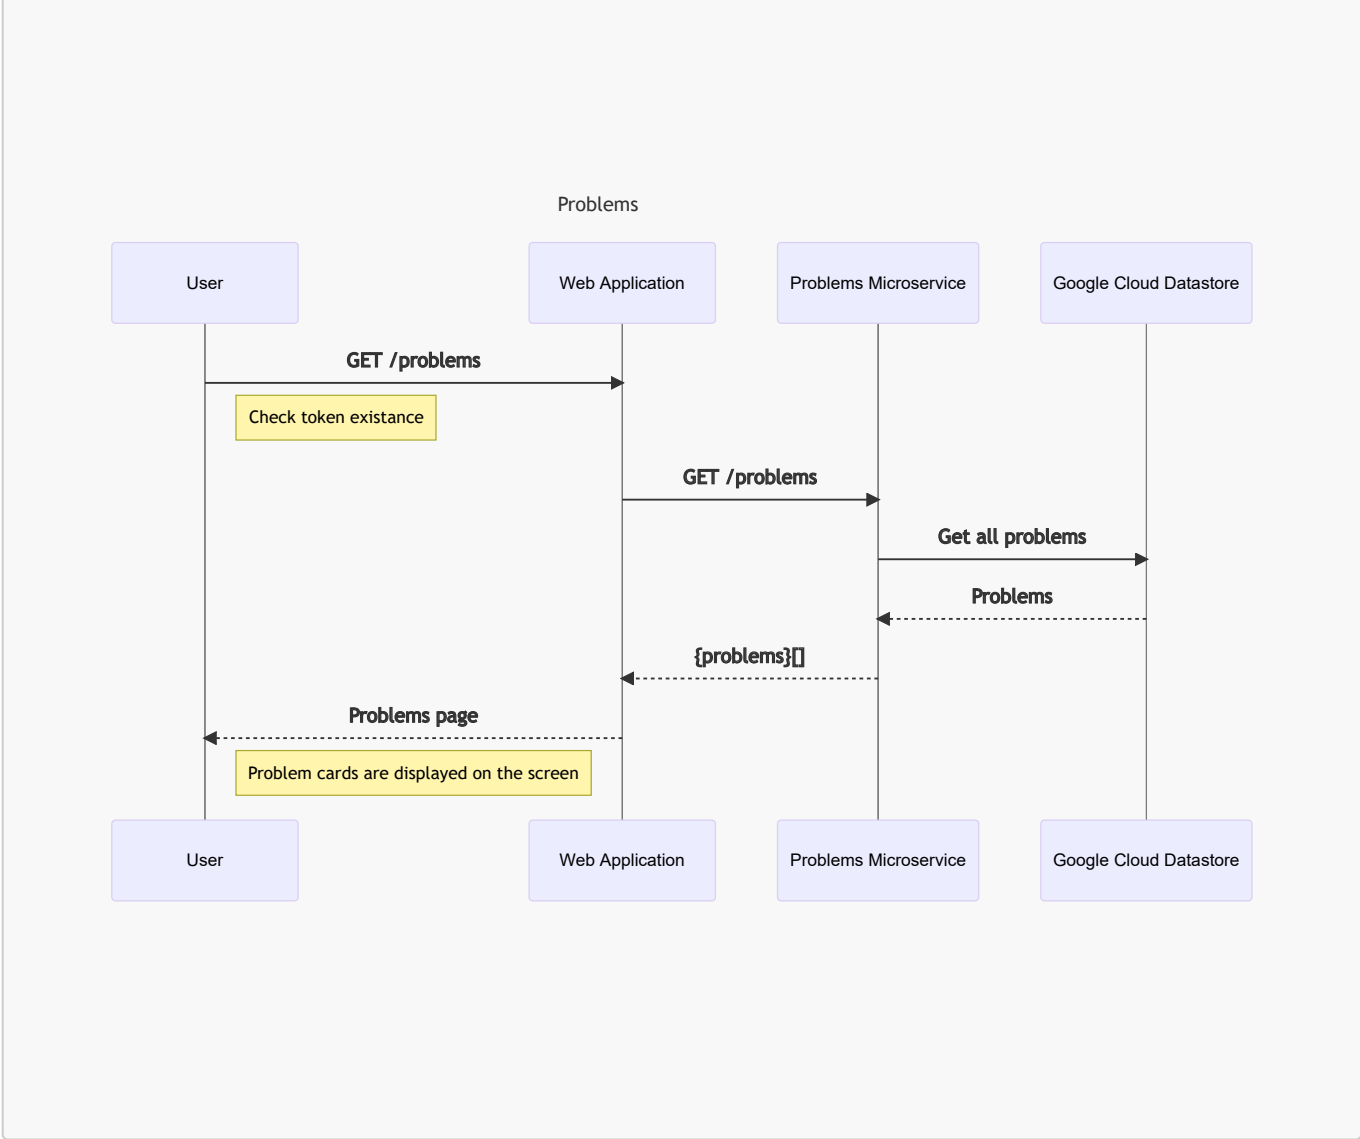 Problems
User
Web Application
Problems Microservice
Google Cloud Datastore
GET /problems
Check token existance
GET /problems
Get all problems
Problems
{problems}[]
Problems page
Problem cards are displayed on the screen
User
Web Application
Problems Microservice
Google Cloud Datastore